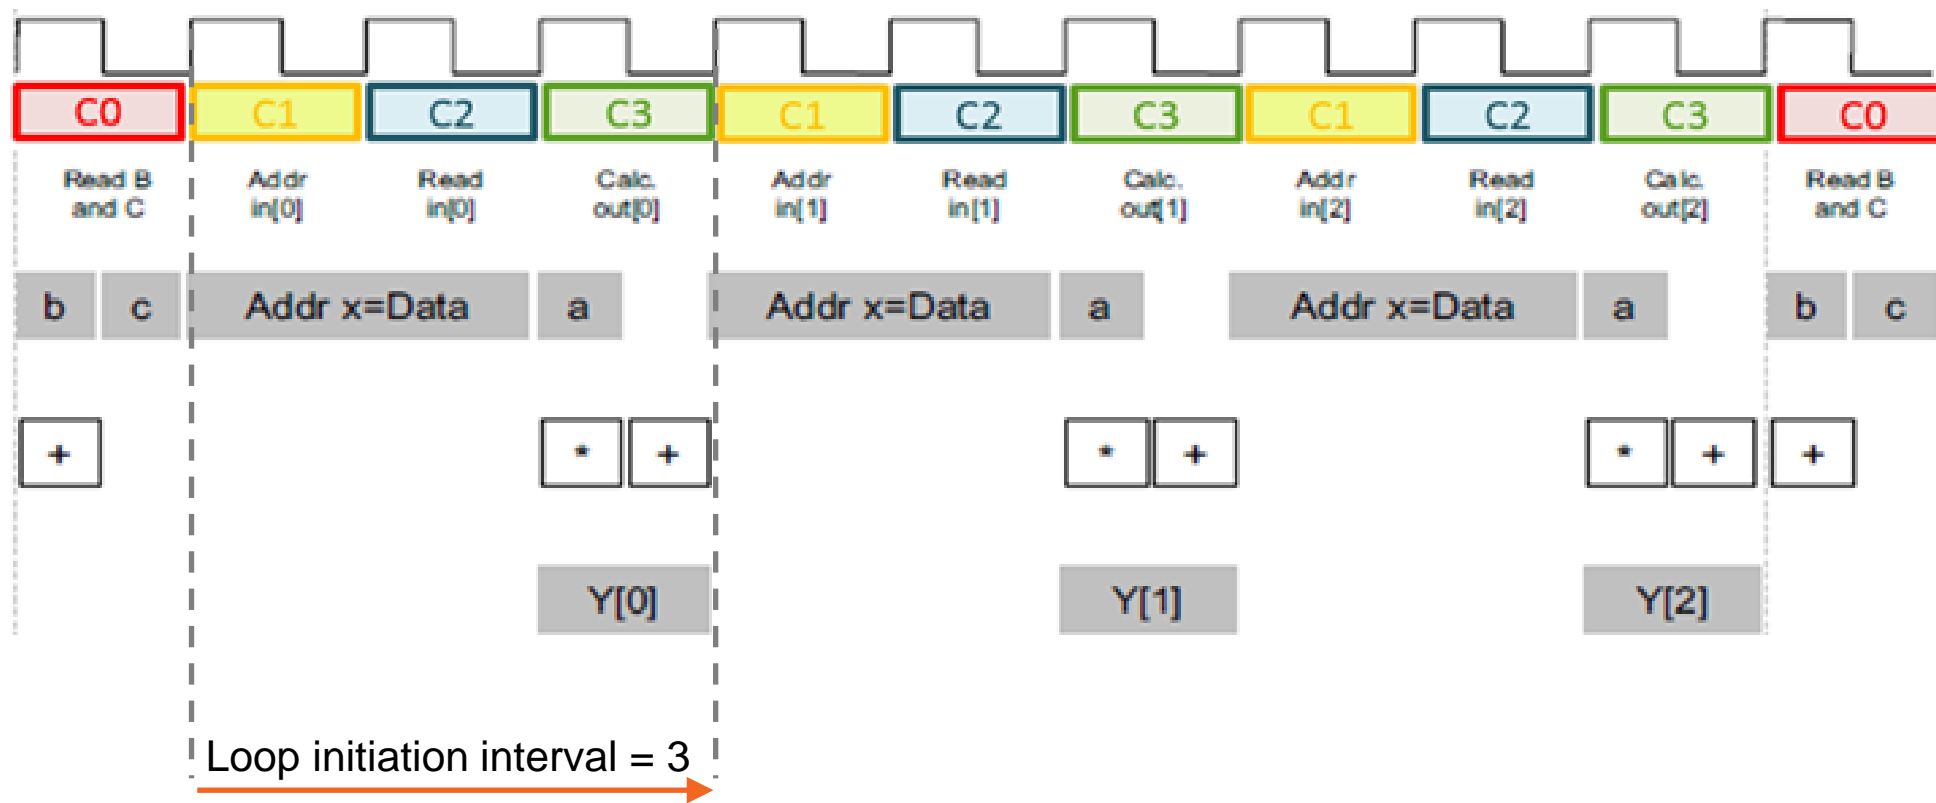 C0 C1 C2 C3 C1 C2 C3 C1 C2 C3 C0
Read B Addr Read Calc. Addr Read Calc. Addr Read Calc. Read B
and C in[0] in[0] out[0] in[1] in[1] out[1] in[2] in[2] out[2] and C
b c Addr x=Data a Addr x=Data a Addr x=Data a b c
+ * + * + * + +
Y[0] Y[1] Y[2]
Loop initiation interval = 3